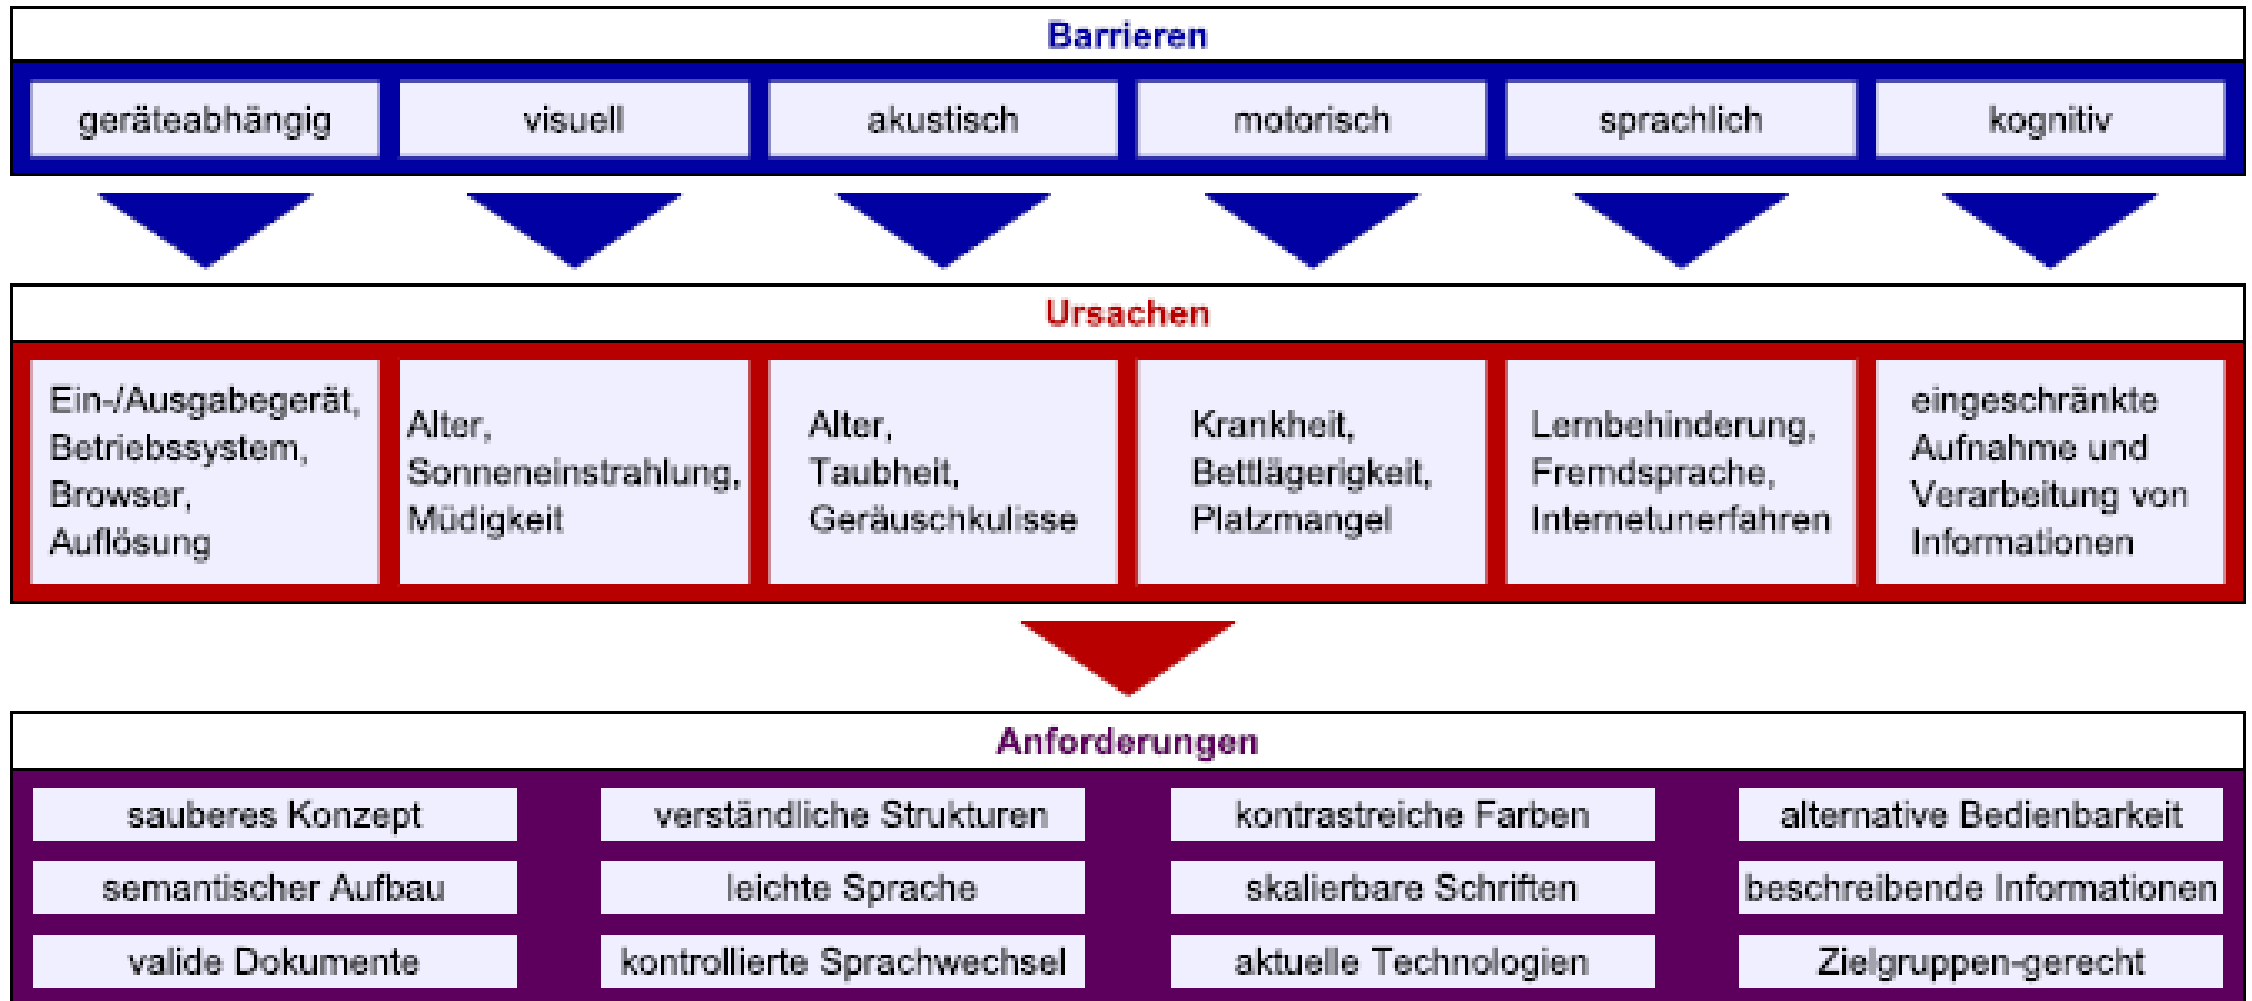 Barrieren
geräteabhängig
visuell
akustisch
motorisch
sprachlich
kognitiv
Ursachen
Ein-/Ausgabegerät,
Betriebssystem,
Browser,
Auflösung
Alter,
Sonneneinstrahlung,
Müdigkeit
Alter,
Taubheit,
Geräuschkulisse
Krankheit,
Bettlägerigkeit,
Platzmangel
Lernbehinderung,
Fremdsprache,
Internetunerfahren
eingeschränkte
Aufnahme und
Verarbeitung von
Informationen
Anforderungen
sauberes Konzept
verständliche Strukturen
kontrastreiche Farben
alternative Bedienbarkeit
semantischer Aufbau
leichte Sprache
skalierbare Schriften
beschreibende Informationen
valide Dokumente
kontrollierte Sprachwechsel
aktuelle Technologien
Zielgruppen-gerecht